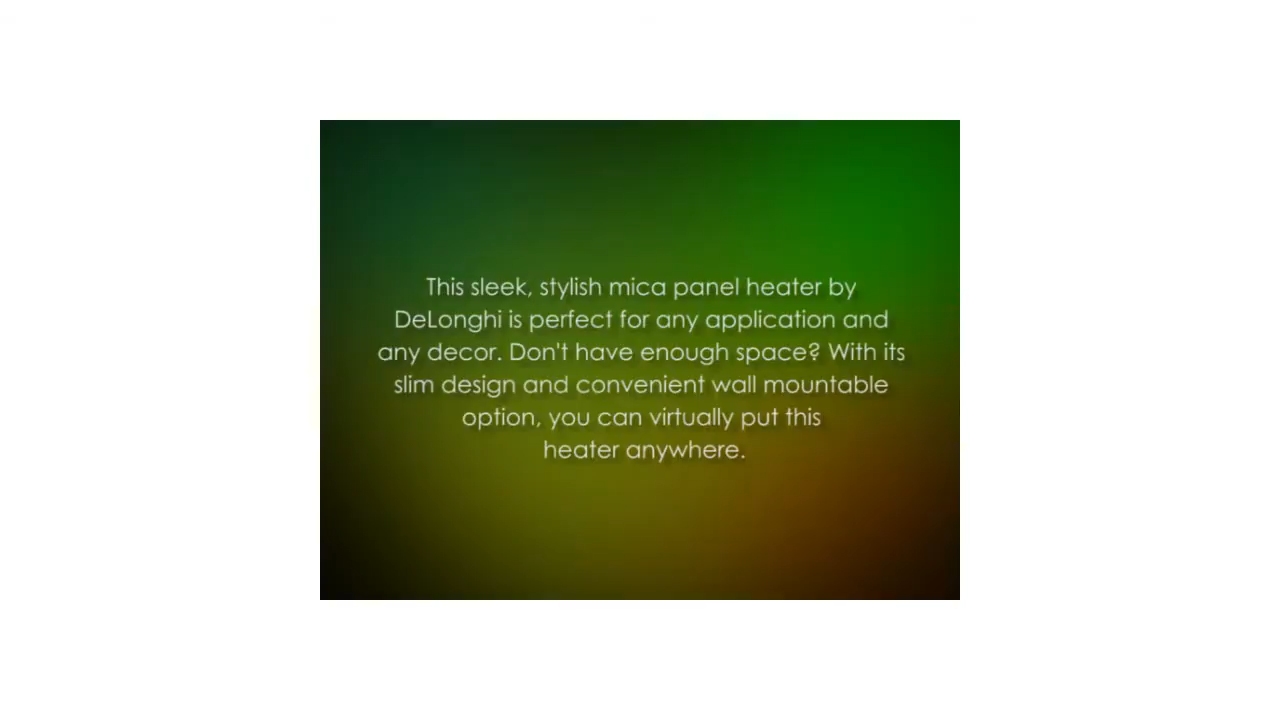 This sleek, stylish mica panel heater by
DeLonghi is perfect for any application and
any decor. Don't have enough space? With its
slim design and convenient wall mountable
option, you can virtually put this
heater anywhere.